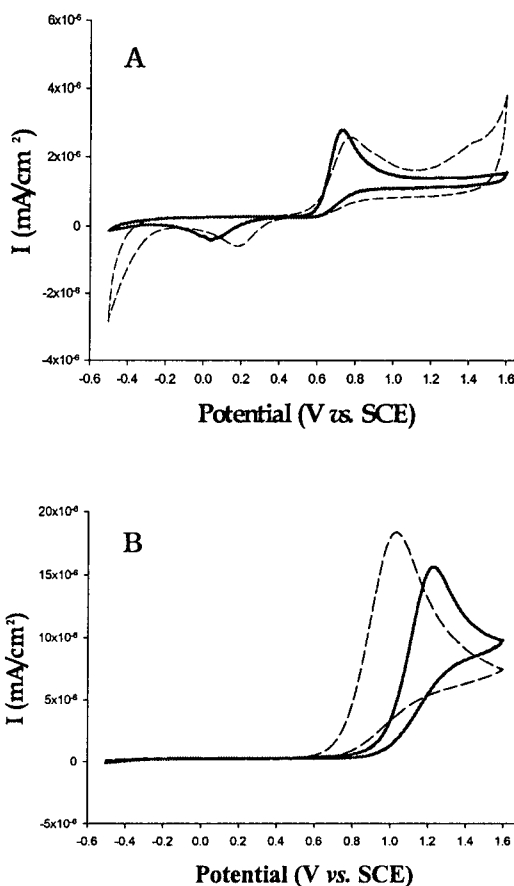 A
6x10⁻⁶
4x10⁻⁶
2x10⁻⁶
0
-2x10⁻⁶
-4x10⁻⁶
I (mA/cm²)
-0.6 -0.4 -0.2 0.0 0.2 0.4 0.6 0.8 1.0 1.2 1.4 1.6
Potential (V vs. SCE)
B
20x10⁻⁶
15x10⁻⁶
10x10⁻⁶
5x10⁻⁶
0
-5x10⁻⁶
I (mA/cm²)
-0.6 -0.4 -0.2 0.0 0.2 0.4 0.6 0.8 1.0 1.2 1.4 1.6
Potential (V vs. SCE)